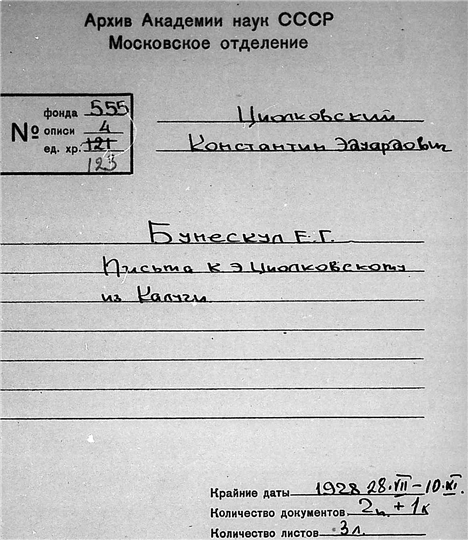 Архив Академии наук СССР
Московское отделение
№
фонда 555
описи 4
ед. хр. 121
123
Циолковский
Константин Эдуардович
Бунескул Е.Г.
Письма к Э Циолковскому
из Калуги
Крайние даты 1928 28.VII – 10.XI.
Количество документов 2п. + 1к
Количество листов 3л.